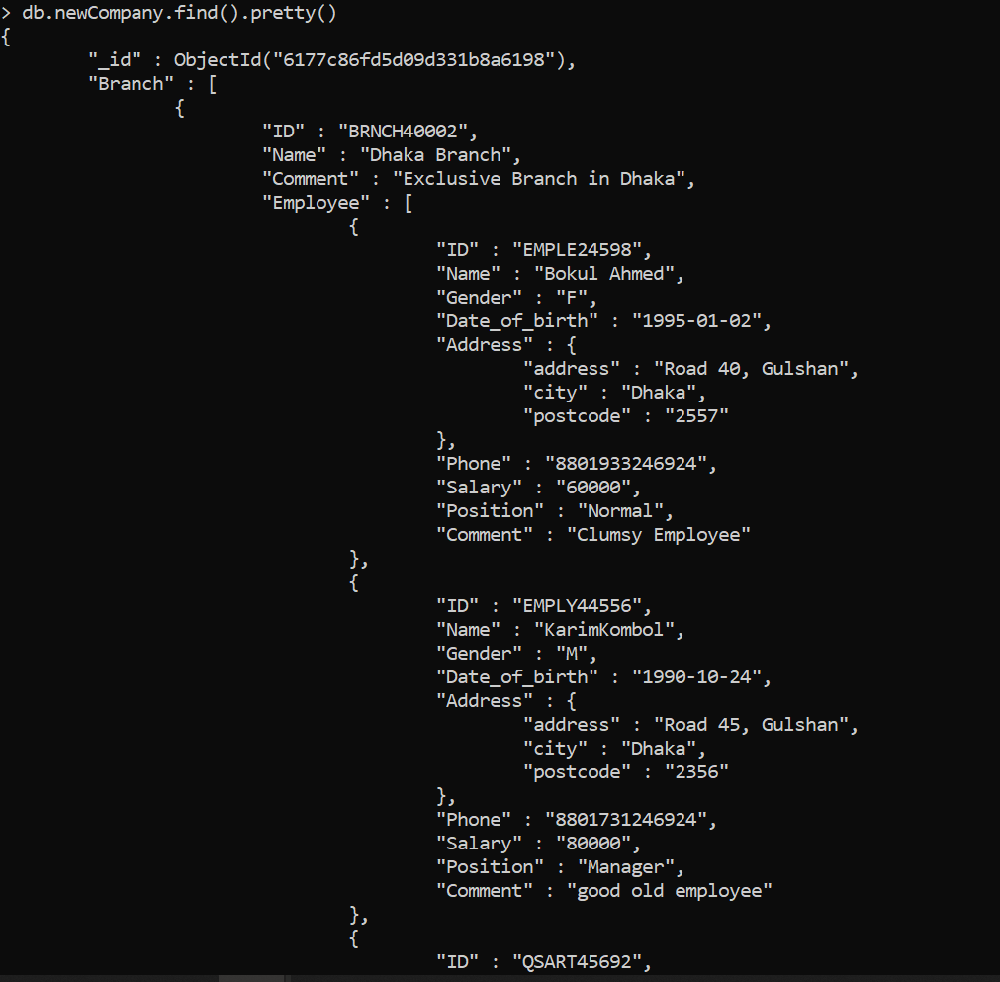 > db.newCompany.find().pretty()
{
"_id" : ObjectId("6177c86fd5d09d331b8a6198"),
"Branch" : [
{
"ID" : "BRNCH40002",
"Name" : "Dhaka Branch",
"Comment" : "Exclusive Branch in Dhaka",
"Employee" : [
{
"ID" : "EMPLE24598",
"Name" : "Bokul Ahmed",
"Gender" : "F",
"Date_of_birth" : "1995-01-02",
"Address" : {
"address" : "Road 40, Gulshan",
"city" : "Dhaka",
"postcode" : "2557"
},
"Phone" : "8801933246924",
"Salary" : "60000",
"Position" : "Normal",
"Comment" : "Clumsy Employee"
},
{
"ID" : "EMPLY44556",
"Name" : "KarimKombol",
"Gender" : "M",
"Date_of_birth" : "1990-10-24",
"Address" : {
"address" : "Road 45, Gulshan",
"city" : "Dhaka",
"postcode" : "2356"
},
"Phone" : "8801731246924",
"Salary" : "80000",
"Position" : "Manager",
"Comment" : "good old employee"
},
{
"ID" : "QSART45692",